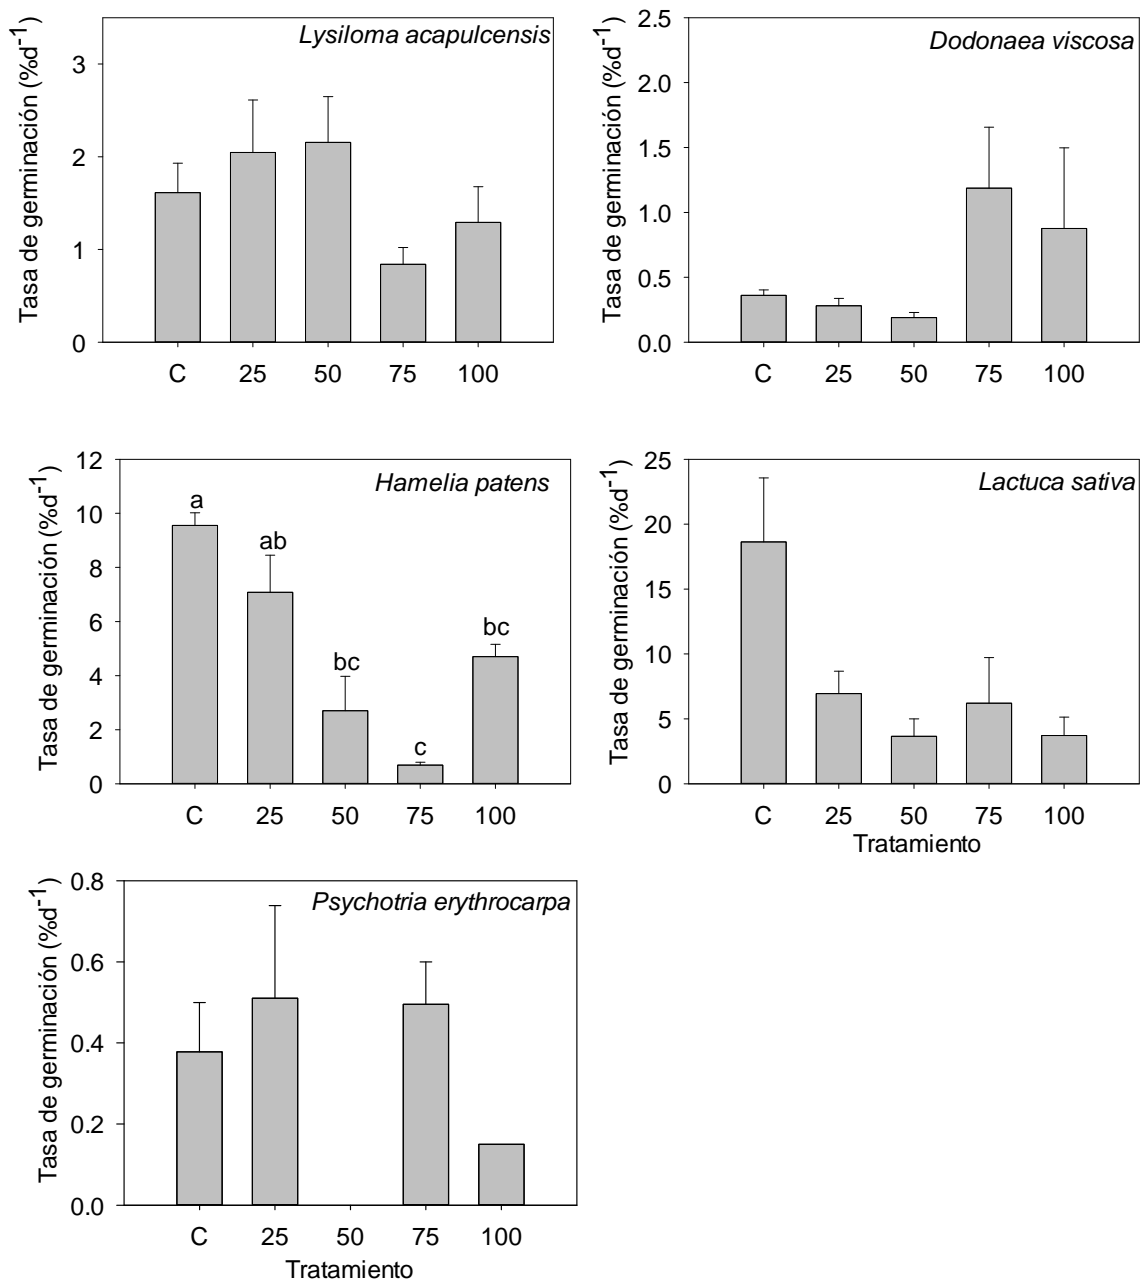 Lysiloma acapulcensis
Tasa de germinación (%d-1)
3
2
1
0
C 25 50 75 100
Dodonaea viscosa
Tasa de germinación (%d-1)
2.5
2.0
1.5
1.0
0.5
0.0
C 25 50 75 100
Hamelia patens
Tasa de germinación (%d-1)
12
10
8
6
4
2
0
a
ab
bc
c
bc
C 25 50 75 100
Lactuca sativa
Tasa de germinación (%d-1)
25
20
15
10
5
0
C 25 50 75 100
Tratamiento
Psychotria erythrocarpa
Tasa de germinación (%d-1)
0.8
0.6
0.4
0.2
0.0
C 25 50 75 100
Tratamiento